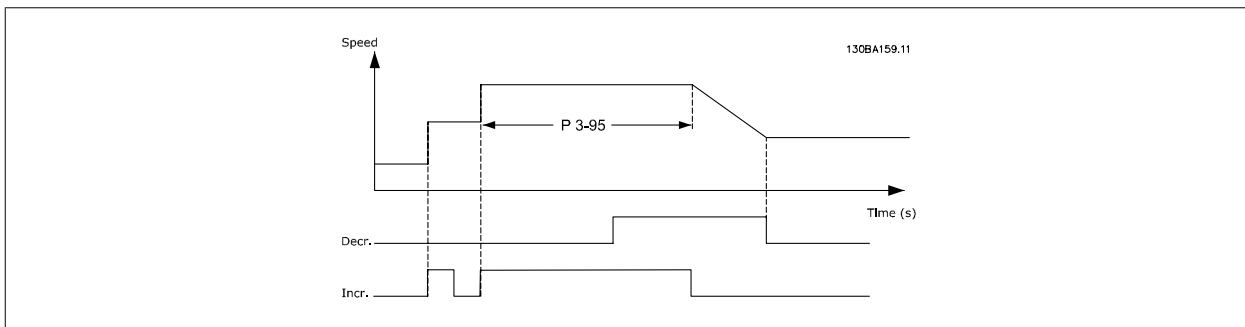 Speed
130BA159.11
P 3-95
Time (s)
Decr.
Incr.